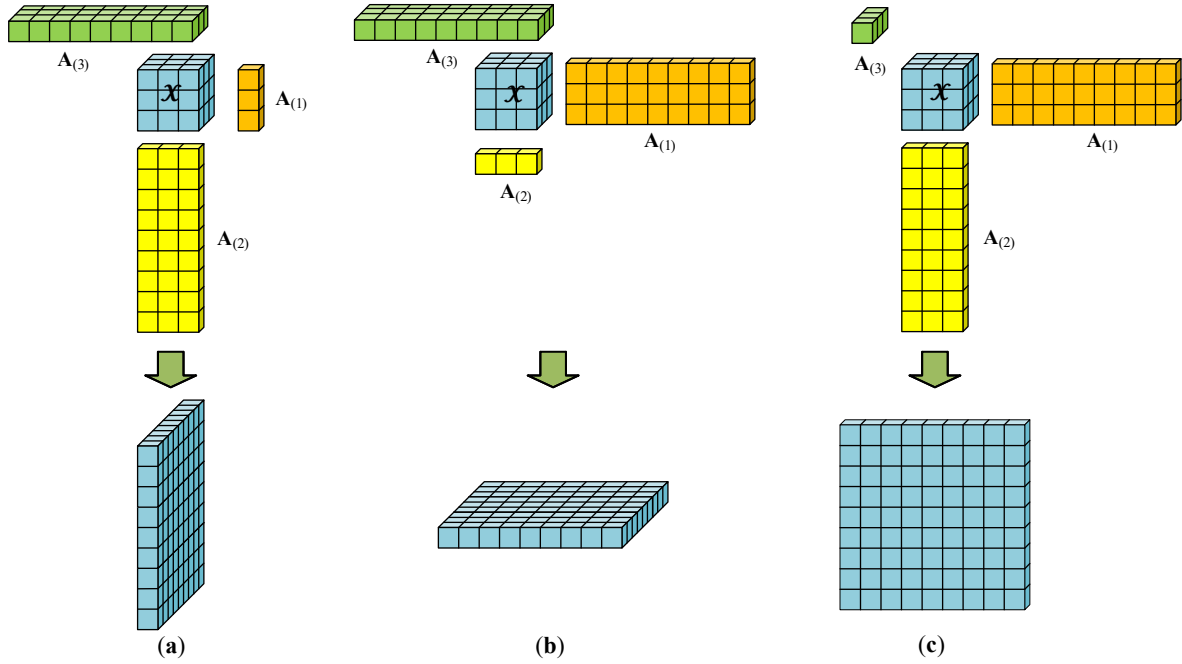 A(3)
𝒳
A(1)
A(2)
(a)
A(3)
𝒳
A(1)
A(2)
(b)
A(3)
𝒳
A(1)
A(2)
(c)